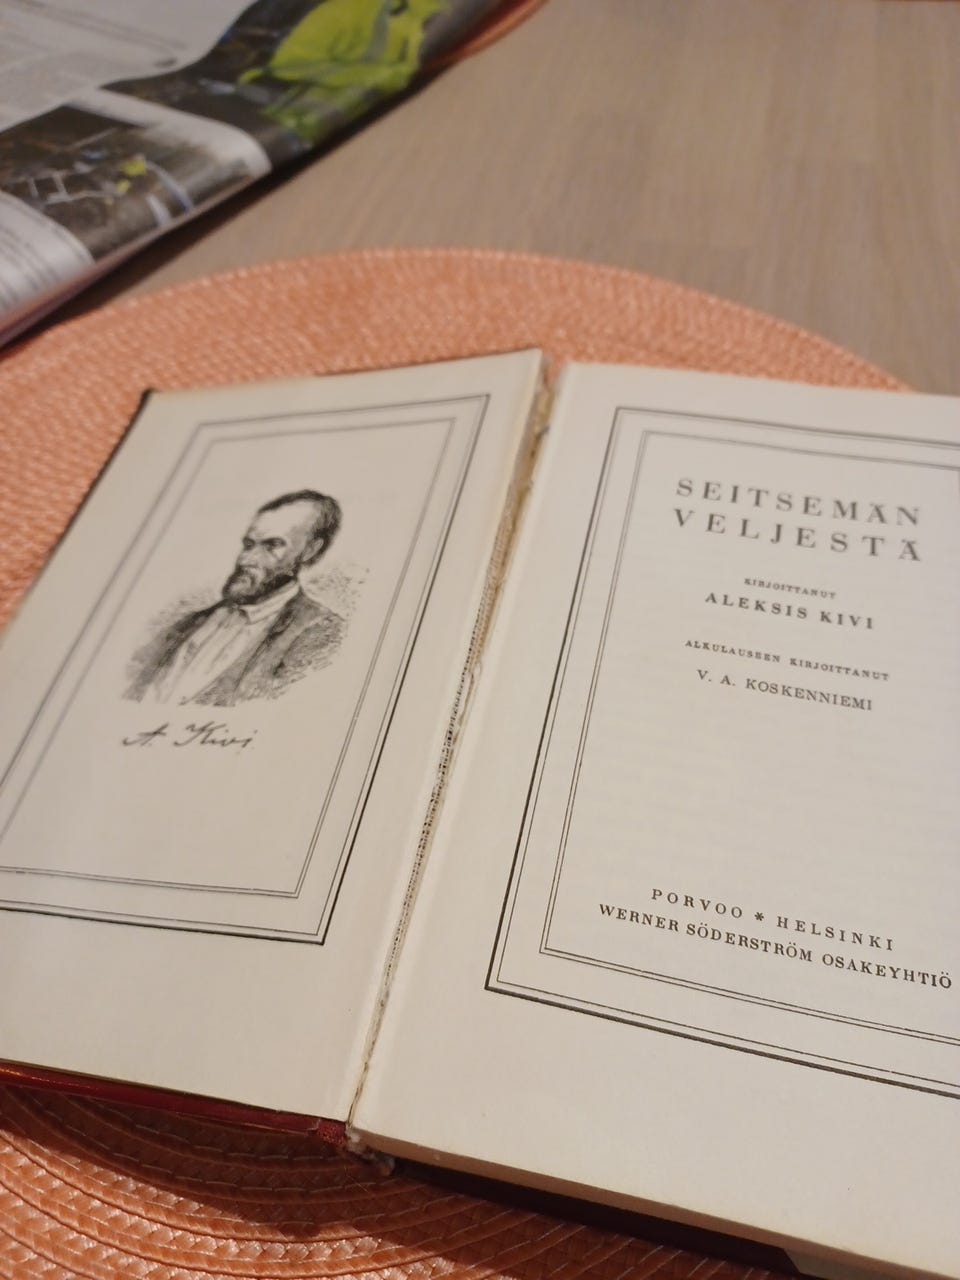 A. Kivi.
SEITSEMÄN
VELJESTÄ
KIRJOITTANUT
ALEKSIS KIVI
ALKULAUSEEN KIRJOITTANUT
V. A. KOSKENNIEMI
PORVOO * HELSINKI
WERNER SÖDERSTRÖM OSAKEYHTIÖ